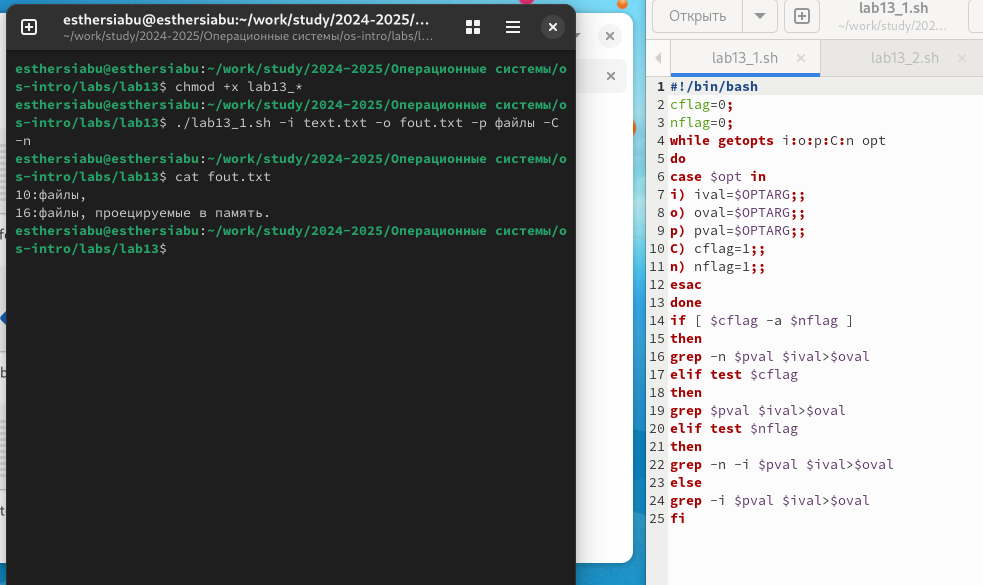 esthersiabu@esthersiabu:~/work/study/2024-2025/...
~/work/study/2024-2025/Операционные системы/os-intro/labs/l...
esthersiabu@esthersiabu:~/work/study/2024-2025/Операционные системы/o
s-intro/labs/lab13$ chmod +x lab13_*
esthersiabu@esthersiabu:~/work/study/2024-2025/Операционные системы/o
s-intro/labs/lab13$ ./lab13_1.sh -i text.txt -o fout.txt -p файлы -C
-n
esthersiabu@esthersiabu:~/work/study/2024-2025/Операционные системы/o
s-intro/labs/lab13$ cat fout.txt
10:файлы,
16:файлы, проецируемые в память.
esthersiabu@esthersiabu:~/work/study/2024-2025/Операционные системы/o
s-intro/labs/lab13$
Открыть
lab13_1.sh
~/work/study/202...
lab13_1.sh
lab13_2.sh
1 #!/bin/bash
2 cflag=0;
3 nflag=0;
4 while getopts i:o:p:C:n opt
5 do
6 case $opt in
7 i) ival=$OPTARG;;
8 o) oval=$OPTARG;;
9 p) pval=$OPTARG;;
10 C) cflag=1;;
11 n) nflag=1;;
12 esac
13 done
14 if [ $cflag -a $nflag ]
15 then
16 grep -n $pval $ival>$oval
17 elif test $cflag
18 then
19 grep $pval $ival>$oval
20 elif test $nflag
21 then
22 grep -n -i $pval $ival>$oval
23 else
24 grep -i $pval $ival>$oval
25 fi